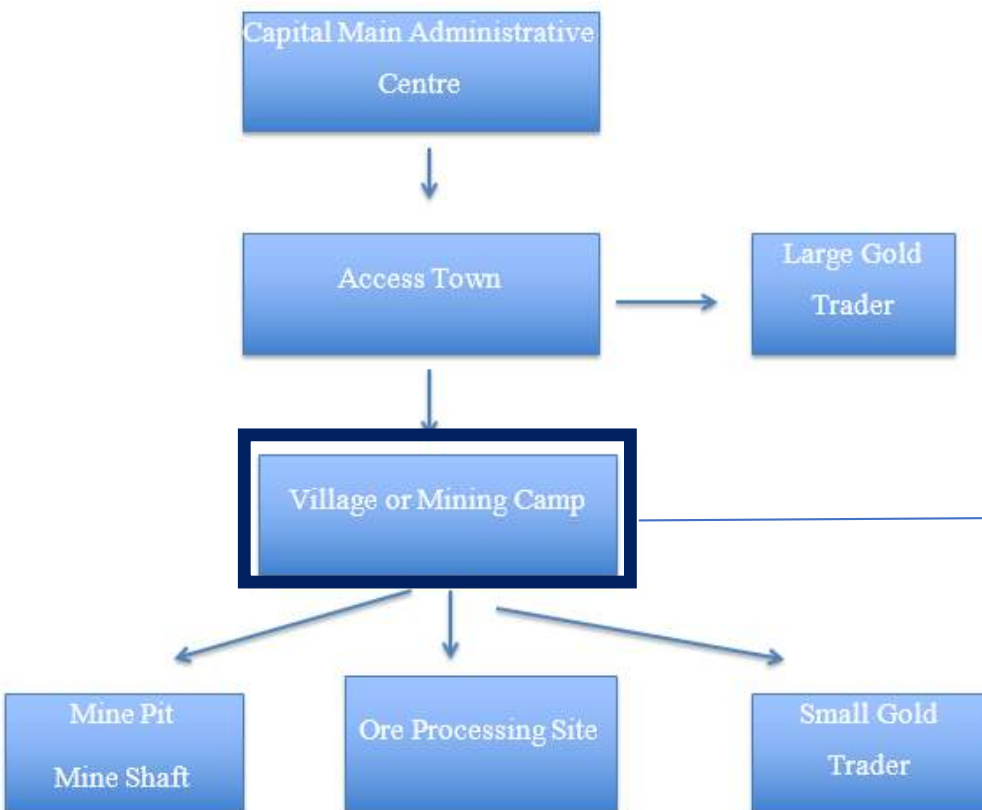 Capital Main Administrative
Centre
Access Town
Large Gold
Trader
Village or Mining Camp
Mine Pit
Mine Shaft
Ore Processing Site
Small Gold
Trader